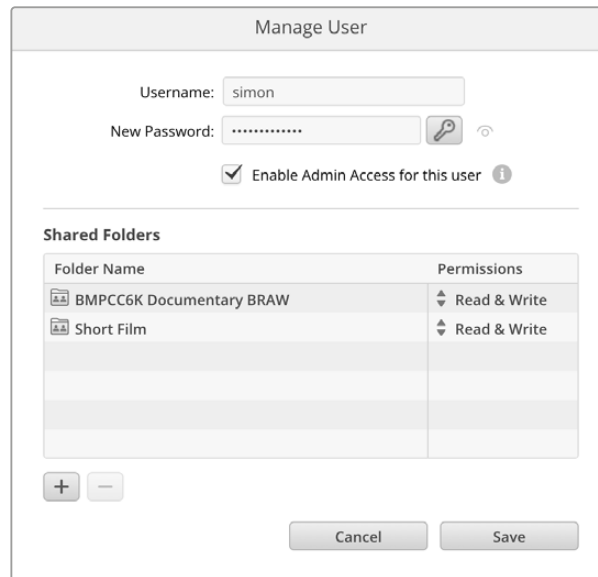 Manage User
Username: simon
New Password: •••••••••••••
Enable Admin Access for this user
Shared Folders
Folder Name Permissions
BMPCC6K Documentary BRAW Read & Write
Short Film Read & Write
Cancel Save